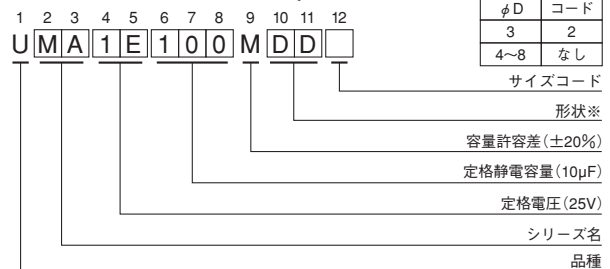 φD コード
3 2
4~8 なし
1 2 3 4 5 6 7 8 9 10 11 12
U M A 1 E 1 0 0 M D D
サイズコード
形状※
容量許容差(±20%)
定格静電容量(10µF)
定格電圧(25V)
シリーズ名
品種